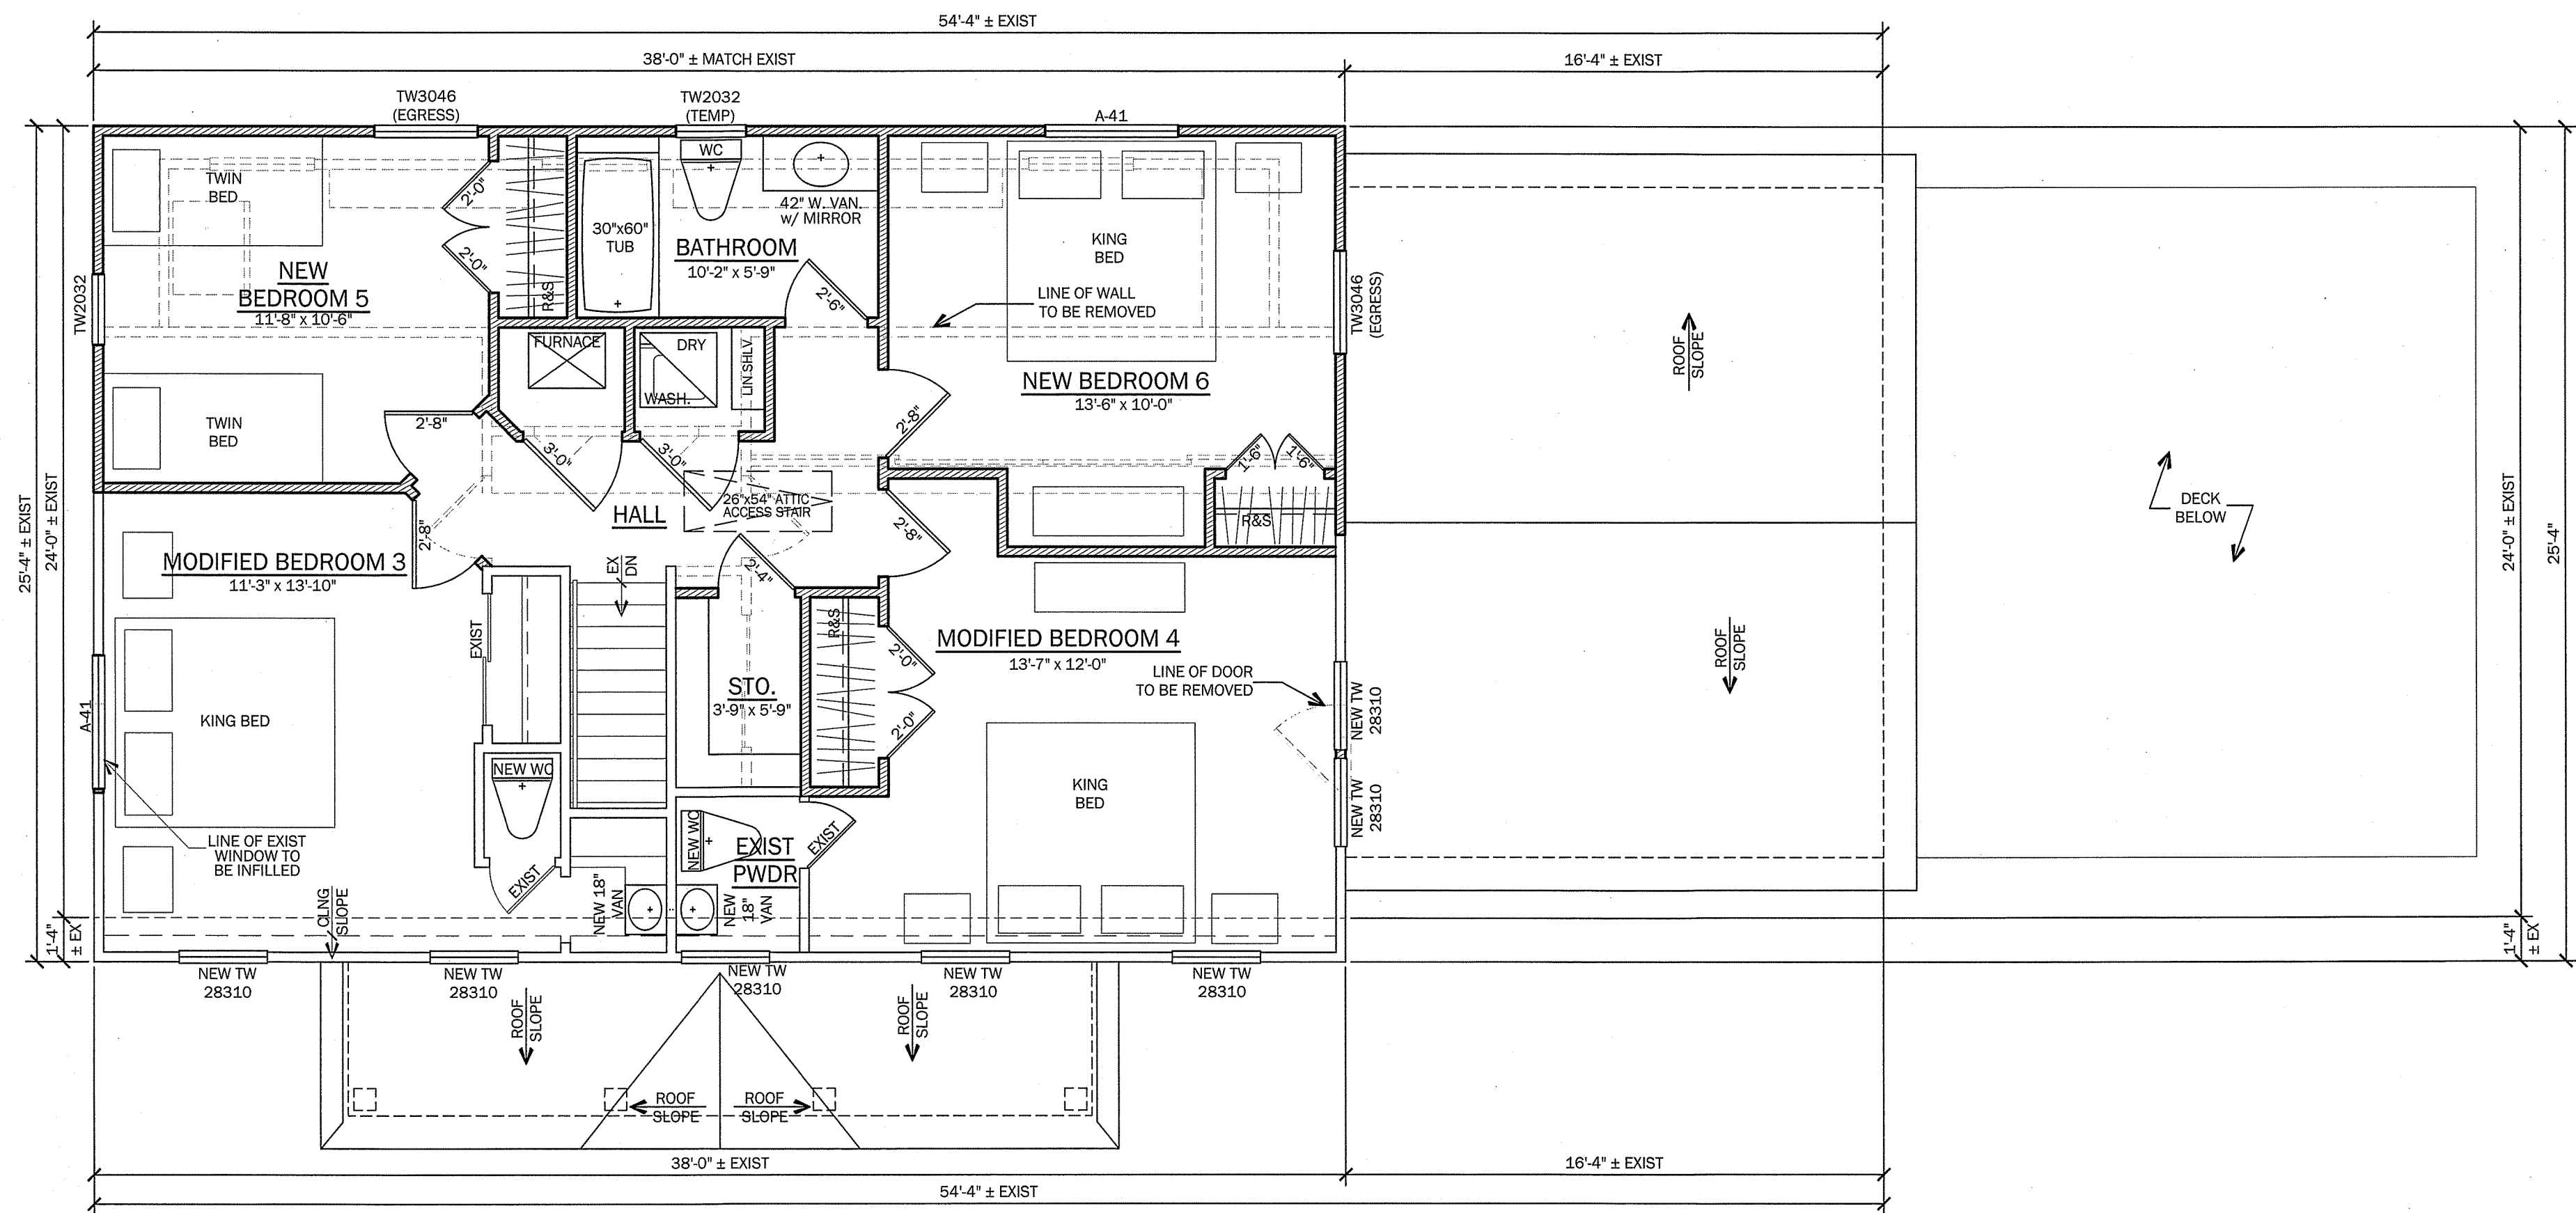 54'-4" ± EXIST
38'-0" ± MATCH EXIST
16'-4" ± EXIST
TW3046
(EGRESS)
TW2032
(TEMP)
A-41
TWIN
BED
2'-0"
2'-0"
R&S
NEW
BEDROOM 5
11'-8" x 10'-6"
TW2032
TWIN
BED
2'-8"
WC
30"x60"
TUB
42" W. VAN.
w/ MIRROR
BATHROOM
10'-2" x 5'-9"
2'-6"
KING
BED
LINE OF WALL
TO BE REMOVED
TW3046
(EGRESS)
NEW BEDROOM 6
13'-6" x 10'-0"
2'-8"
1'-6"
1'-6"
R&S
FURNACE
DRY
WASH.
LIN SHLV
3'-0"
3'-0"
26"x54" ATTIC
ACCESS STAIR
HALL
EX
DN
2'-8"
2'-8"
2'-4"
MODIFIED BEDROOM 3
11'-3" x 13'-10"
EXIST
KING BED
A-41
LINE OF EXIST
WINDOW TO
BE INFILLED
CLNG
SLOPE
NEW WC
EXIST
NEW 18"
VAN
STO.
3'-9" x 5'-9"
R&S
2'-0"
2'-0"
MODIFIED BEDROOM 4
13'-7" x 12'-0"
LINE OF DOOR
TO BE REMOVED
NEW TW
28310
NEW TW
28310
KING
BED
NEW WC
EXIST
PWDR
EXIST
NEW
18"
VAN
ROOF
SLOPE
ROOF
SLOPE
DECK
BELOW
25'-4" ± EXIST
24'-0" ± EXIST
1'-4"
± EX
24'-0" ± EXIST
25'-4"
1'-4"
± EX
NEW TW
28310
NEW TW
28310
NEW TW
28310
NEW TW
28310
NEW TW
28310
ROOF
SLOPE
ROOF
SLOPE
ROOF
SLOPE
ROOF
SLOPE
38'-0" ± EXIST
16'-4" ± EXIST
54'-4" ± EXIST